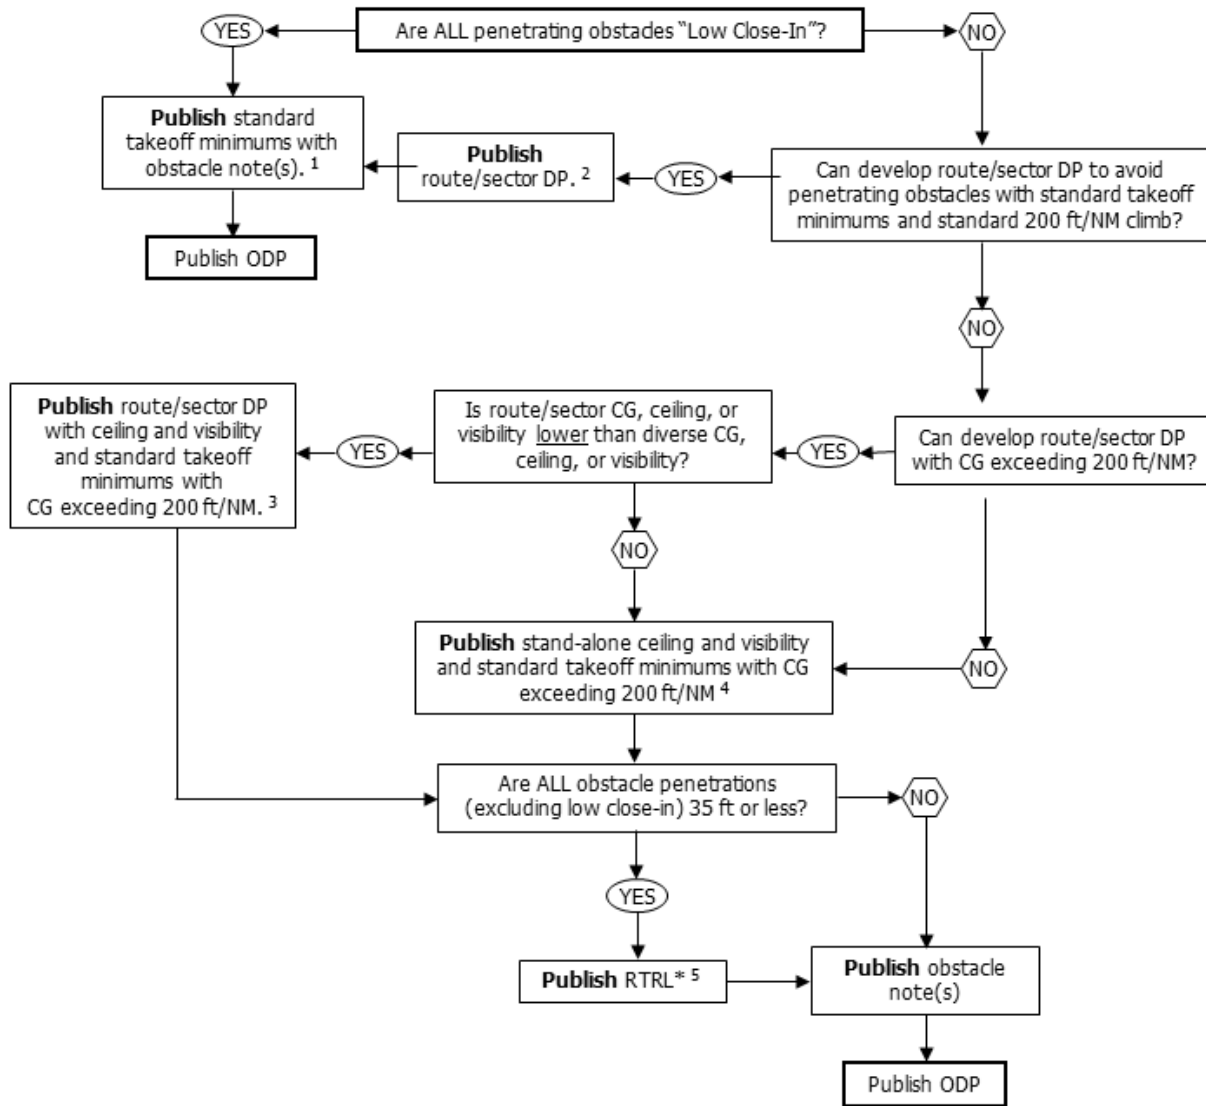 YES
Are ALL penetrating obstacles “Low Close-In”?
NO
Publish standard
takeoff minimums with
obstacle note(s). 1
Publish
route/sector DP. 2
YES
Can develop route/sector DP to avoid
penetrating obstacles with standard takeoff
minimums and standard 200 ft/NM climb?
Publish ODP
NO
Publish route/sector DP
with ceiling and visibility
and standard takeoff
minimums with
CG exceeding 200 ft/NM. 3
YES
Is route/sector CG, ceiling, or
visibility lower than diverse CG,
ceiling, or visibility?
YES
Can develop route/sector DP
with CG exceeding 200 ft/NM?
NO
Publish stand-alone ceiling and visibility
and standard takeoff minimums with CG
exceeding 200 ft/NM 4
NO
Are ALL obstacle penetrations
(excluding low close-in) 35 ft or less?
NO
YES
Publish RTRL* 5
Publish obstacle
note(s)
Publish ODP